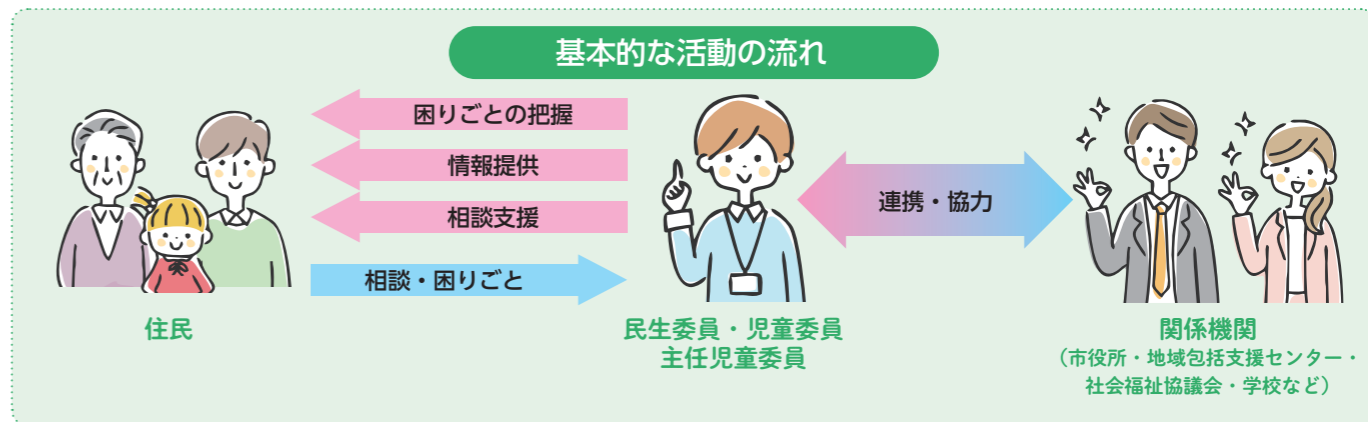 基本的な活動の流れ
困りごとの把握
情報提供
相談支援
相談・困りごと
連携・協力
住民
民生委員・児童委員
主任児童委員
関係機関
（市役所・地域包括支援センター・
社会福祉協議会・学校など）